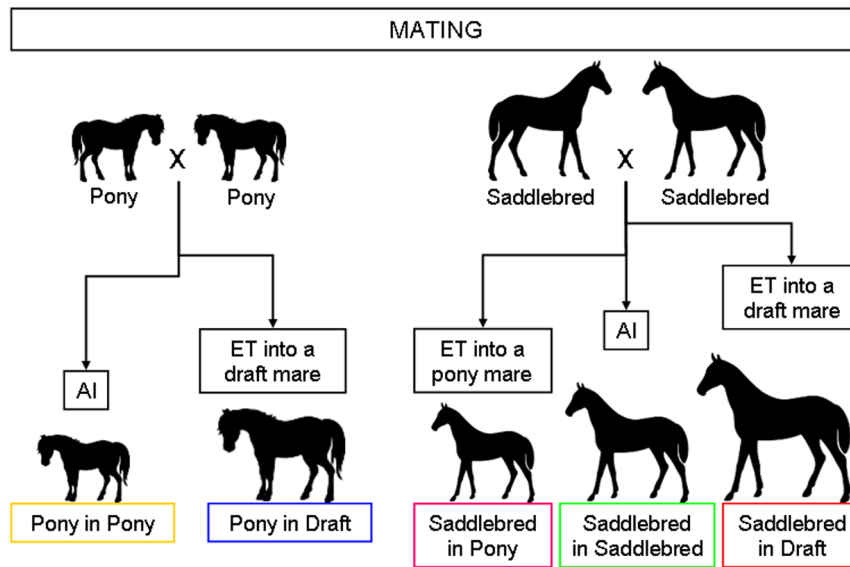 MATING
X
Pony
Pony
X
Saddlebred
Saddlebred
AI
ET into a
draft mare
ET into a
pony mare
AI
ET into a
draft mare
Pony in Pony
Pony in Draft
Saddlebred
in Pony
Saddlebred
in Saddlebred
Saddlebred
in Draft